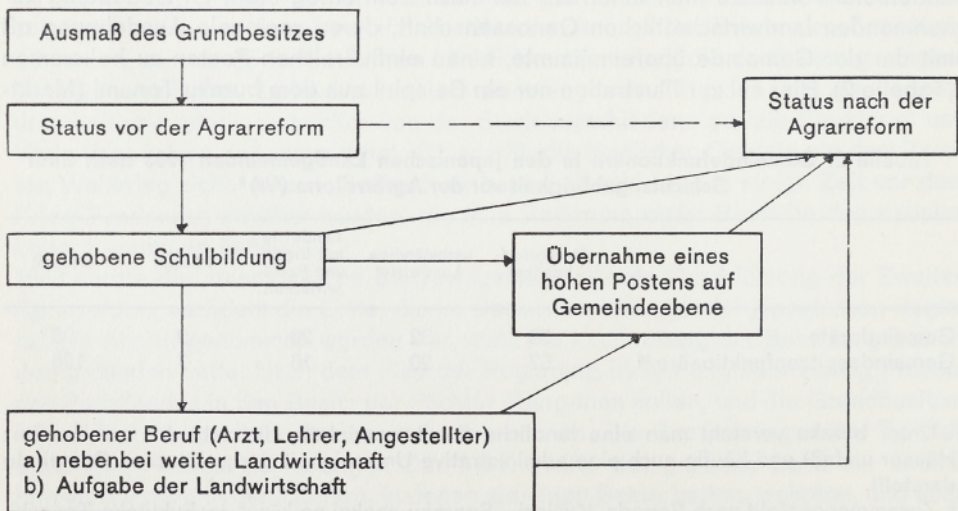 Ausmaß des Grundbesitzes
Status vor der Agrarreform
Status nach der
Agrarreform
gehobene Schulbildung
Übernahme eines
hohen Postens auf
Gemeindeebene
gehobener Beruf (Arzt, Lehrer, Angestellter)
a) nebenbei weiter Landwirtschaft
b) Aufgabe der Landwirtschaft